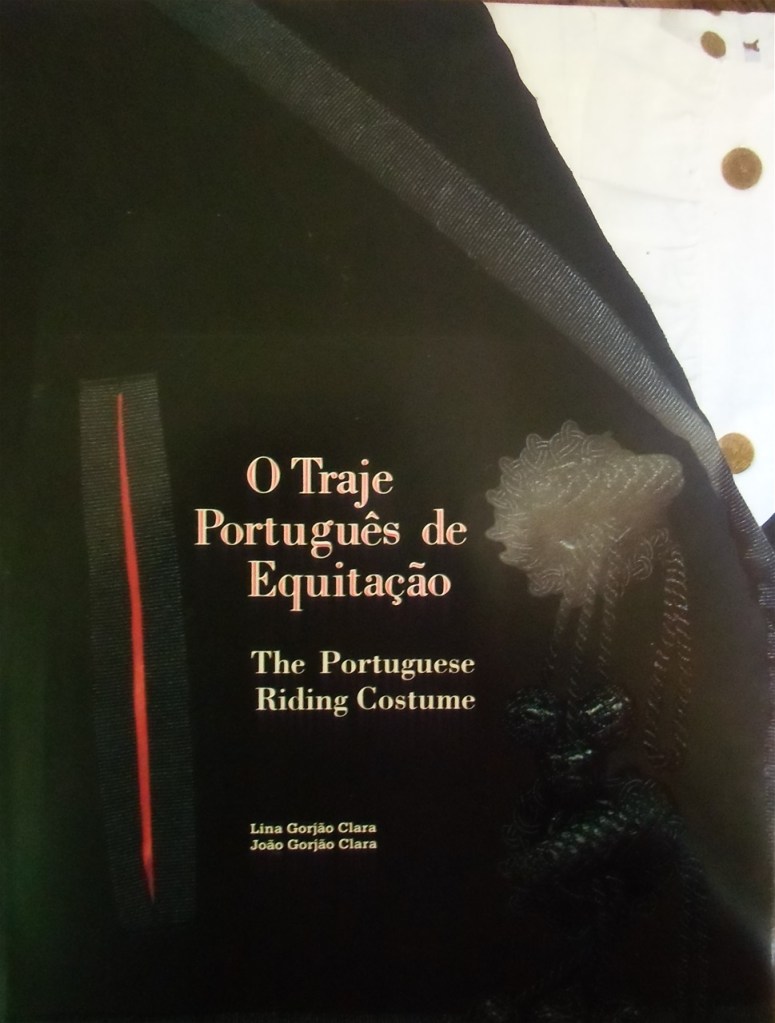 O Traje
Português de
Equitação
The Portuguese
Riding Costume
Lina Gorjão Clara
João Gorjão Clara